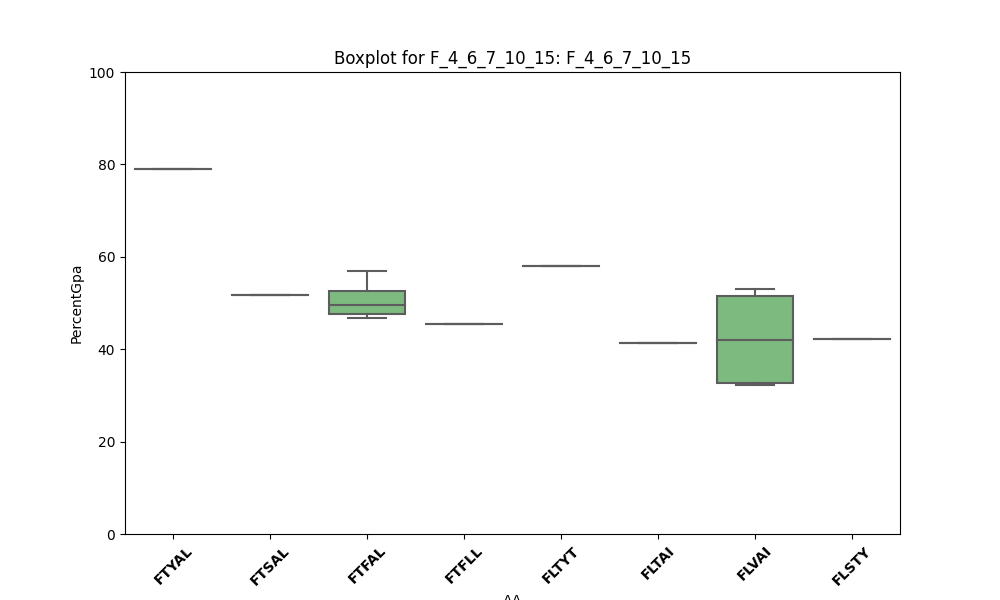 Boxplot for F_4_6_7_10_15: F_4_6_7_10_15
100
80
60
40
20
0
PercentGpa
FTYAL
FTSAL
FTFAL
FTFLL
FLTYT
FLTAI
FLVAI
FLSTY
AA